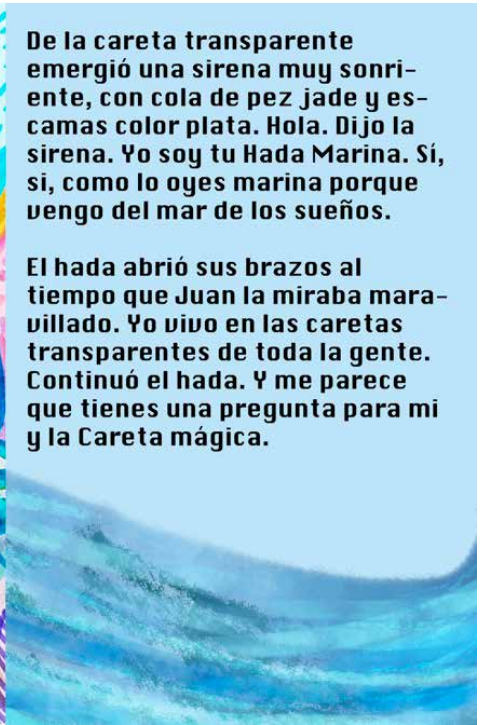 De la careta transparente
emergió una sirena muy sonri-
ente, con cola de pez jade y es-
camas color plata. Hola. Dijo la
sirena. Yo soy tu Hada Marina. Sí,
si, como lo oyes marina porque
vengo del mar de los sueños.
El hada abrió sus brazos al
tiempo que Juan la miraba mara-
villado. Yo vivo en las caretas
transparentes de toda la gente.
Continuó el hada. Y me parece
que tienes una pregunta para mi
y la Careta mágica.